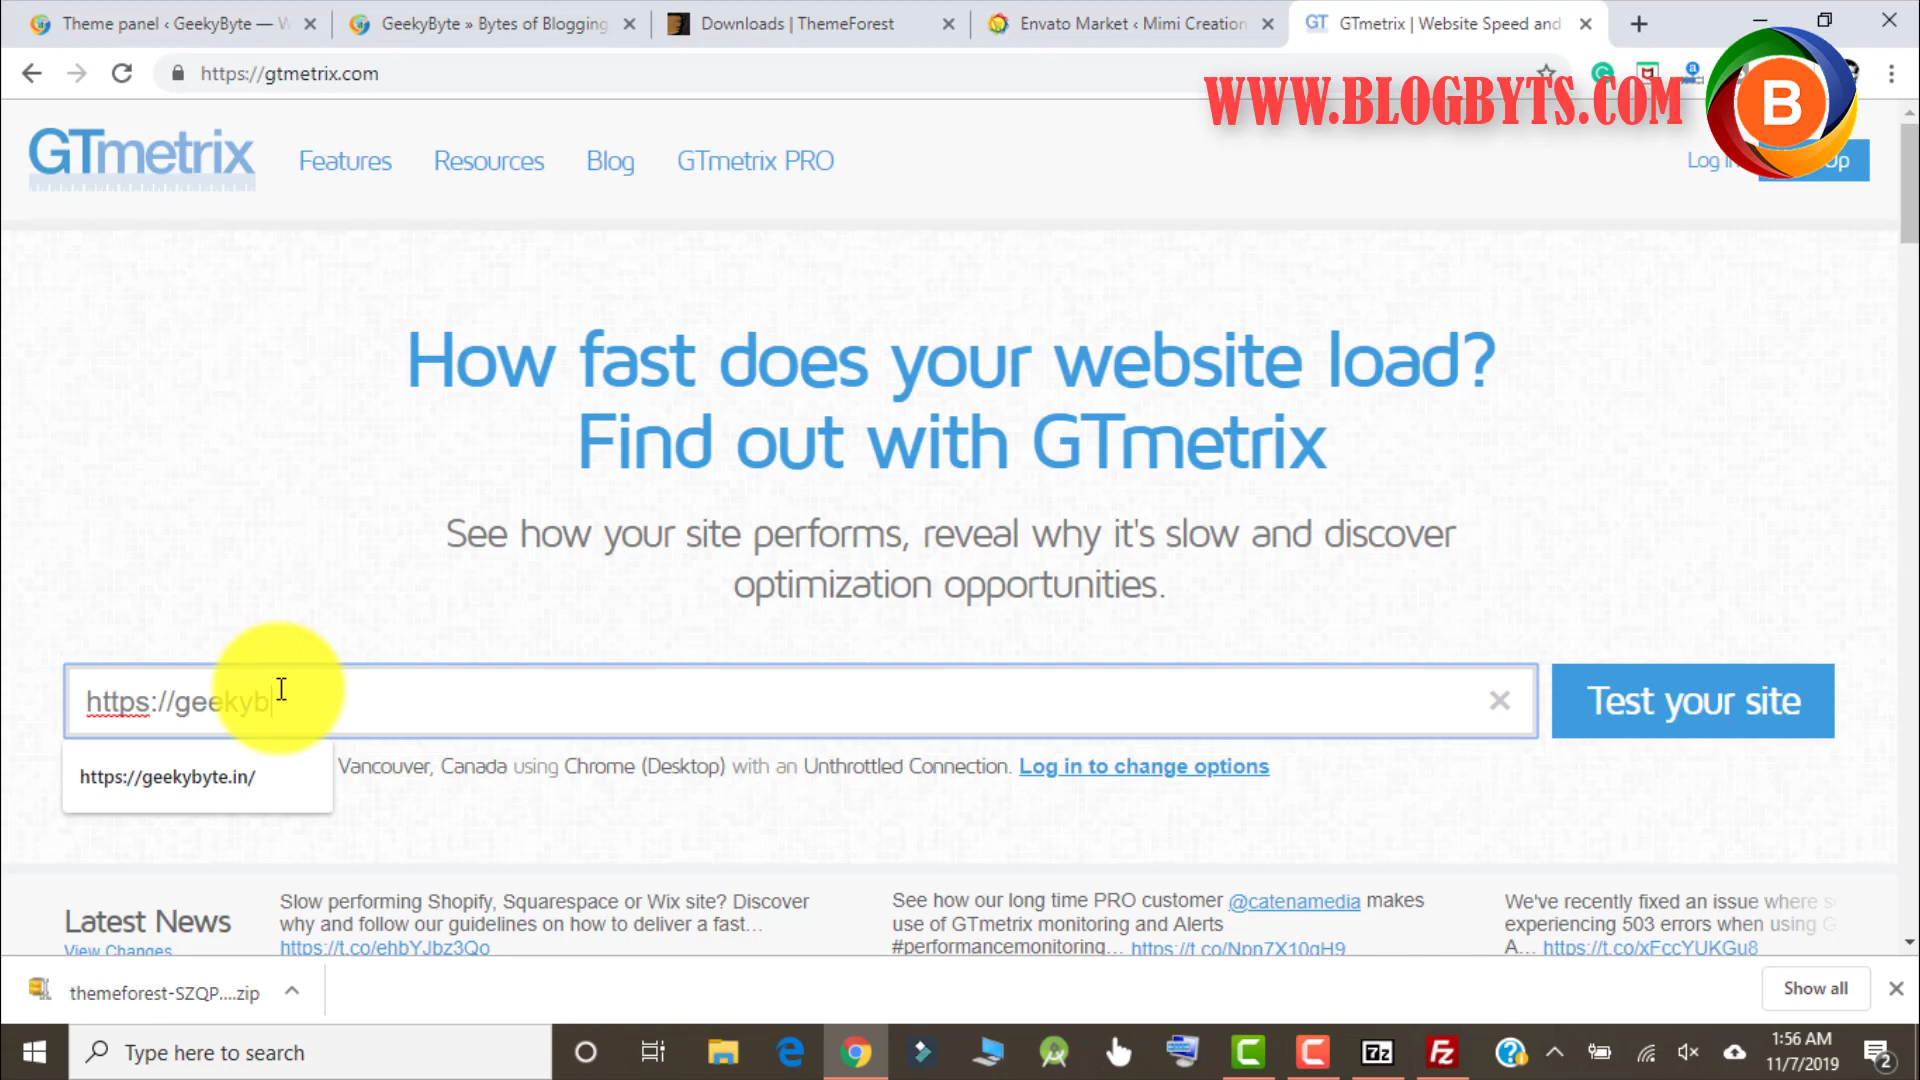 Theme panel ‹ GeekyByte — W
GeekyByte » Bytes of Blogging
Downloads | ThemeForest
Envato Market ‹ Mimi Creation
GT GTmetrix | Website Speed and
https://gtmetrix.com
WWW.BLOGBYTS.COM
B
GTmetrix
Features
Resources
Blog
GTmetrix PRO
Log in
Up
How fast does your website load?
Find out with GTmetrix
See how your site performs, reveal why it's slow and discover
optimization opportunities.
https://geekyb
Test your site
https://geekybyte.in/
Vancouver, Canada using Chrome (Desktop) with an Unthrottled Connection. Log in to change options
Latest News
View Changes
Slow performing Shopify, Squarespace or Wix site? Discover
why and follow our guidelines on how to deliver a fast…
https://t.co/ehbYJbz3Qo
See how our long time PRO customer @catenamedia makes
use of GTmetrix monitoring and Alerts
#performancemonitoring… https://t.co/Npn7X10gH9
We've recently fixed an issue where s
experiencing 503 errors when using G
A… https://t.co/xFccYUKGu8
themeforest-SZQP....zip
Show all
Type here to search
7z
Fz
1:56 AM
11/7/2019
2